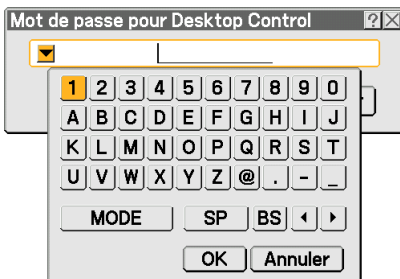 Mot de passe pour Desktop Control ? X
1 2 3 4 5 6 7 8 9 0
A B C D E F G H I J
K L M N O P Q R S T
U V W X Y Z @ . - _
MODE SP BS
OK Annuler